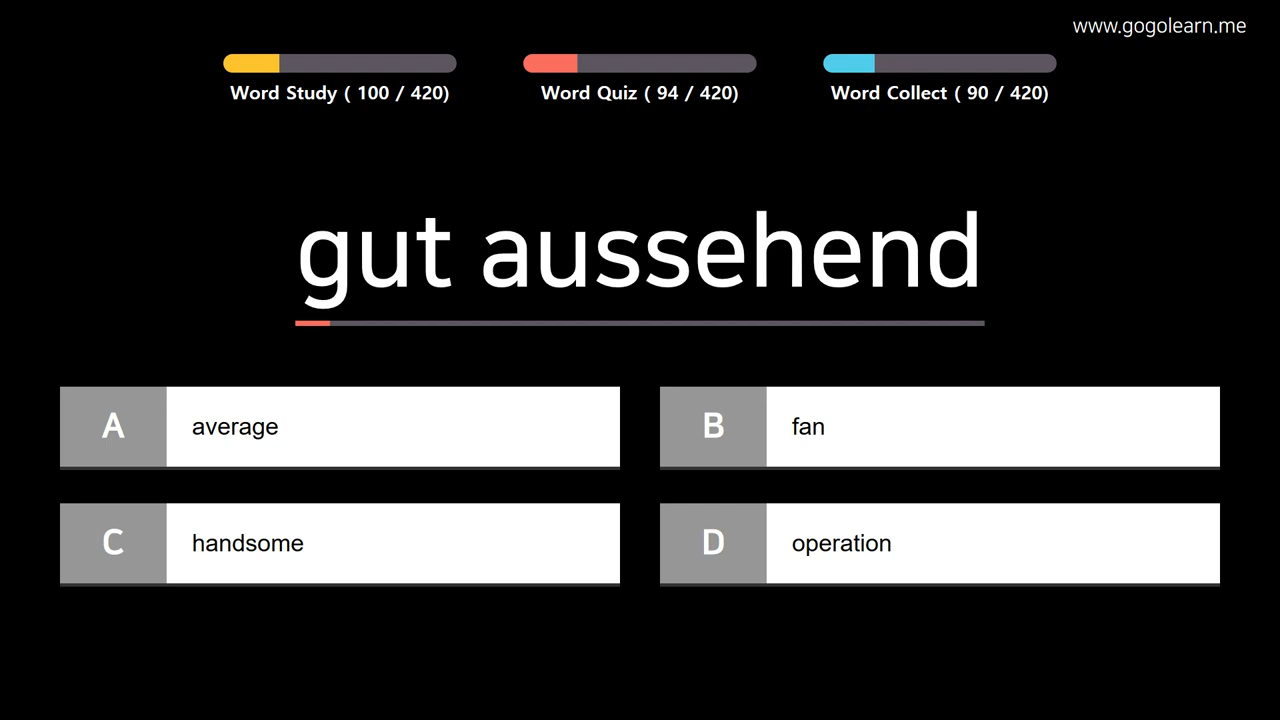 www.gogolearn.me
Word Study ( 100 / 420)
Word Quiz ( 94 / 420)
Word Collect ( 90 / 420)
gut aussehend
A average
B fan
C handsome
D operation